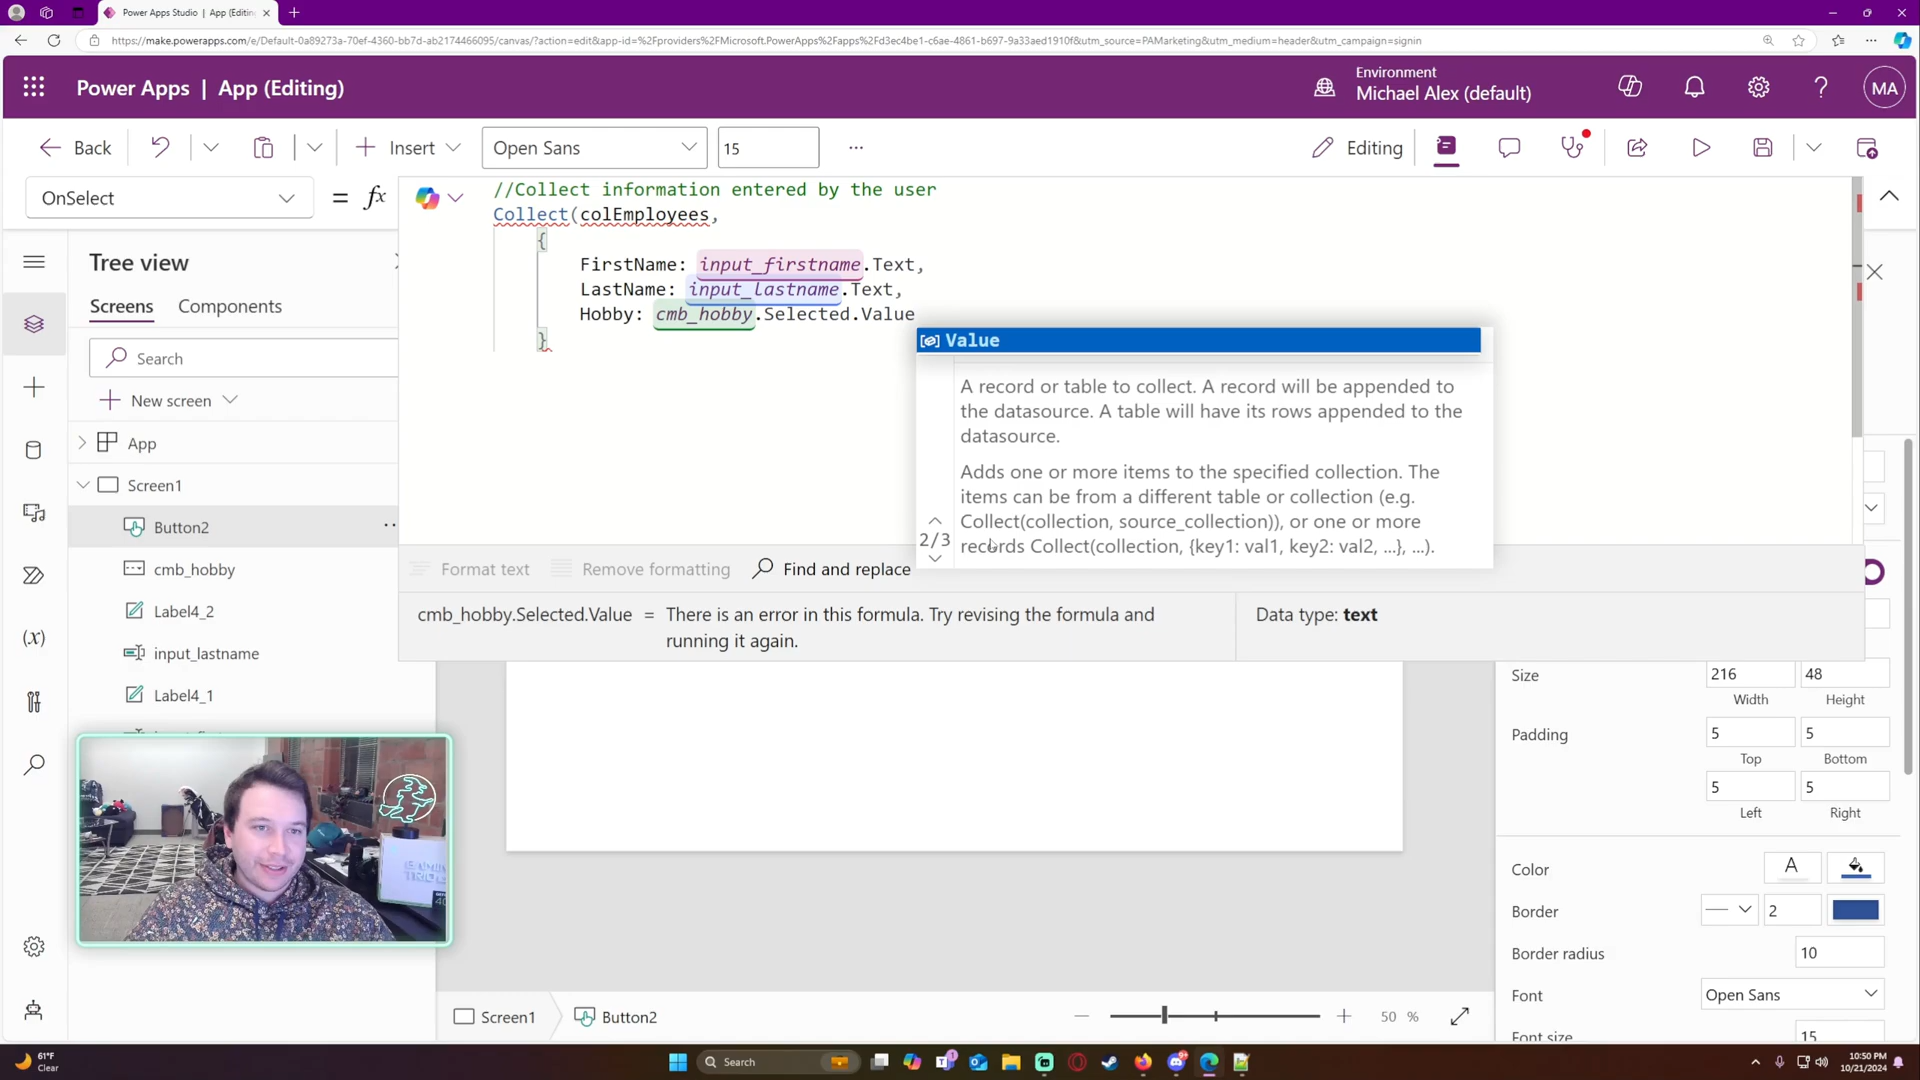 Power Apps Studio | App (Editing
https://make.powerapps.com/e/Default-0a89273a-70ef-4360-bb7d-ab2174466095/canvas/?action=edit&app-id=%2Fproviders%2FMicrosoft.PowerApps%2Fapps%2Fd3ec4be1-c6ae-4861-b697-9a33aed1910f&utm_source=PAMarketing&utm_medium=header&utm_campaign=signin
Power Apps | App (Editing)
Environment
Michael Alex (default)
MA
Back
Insert
Open Sans
15
Editing
OnSelect
= fx
//Collect information entered by the user
Collect(colEmployees,
{
FirstName: input_firstname.Text,
LastName: input_lastname.Text,
Hobby: cmb_hobby.Selected.Value
}
Value
A record or table to collect. A record will be appended to
the datasource. A table will have its rows appended to the
datasource.
Adds one or more items to the specified collection. The
items can be from a different table or collection (e.g.
Collect(collection, source_collection)), or one or more
records Collect(collection, {key1: val1, key2: val2, ...}, ...).
2/3
Format text
Remove formatting
Find and replace
cmb_hobby.Selected.Value = There is an error in this formula. Try revising the formula and
running it again.
Data type: text
Tree view
Screens
Components
Search
New screen
App
Screen1
Button2
cmb_hobby
Label4_2
input_lastname
Label4_1
Size
216
48
Width
Height
Padding
5
5
Top
Bottom
5
5
Left
Right
Color
A
Border
2
Border radius
10
Font
Open Sans
Font size
15
Screen1
Button2
50 %
61°F
Clear
Search
10:50 PM
10/21/2024